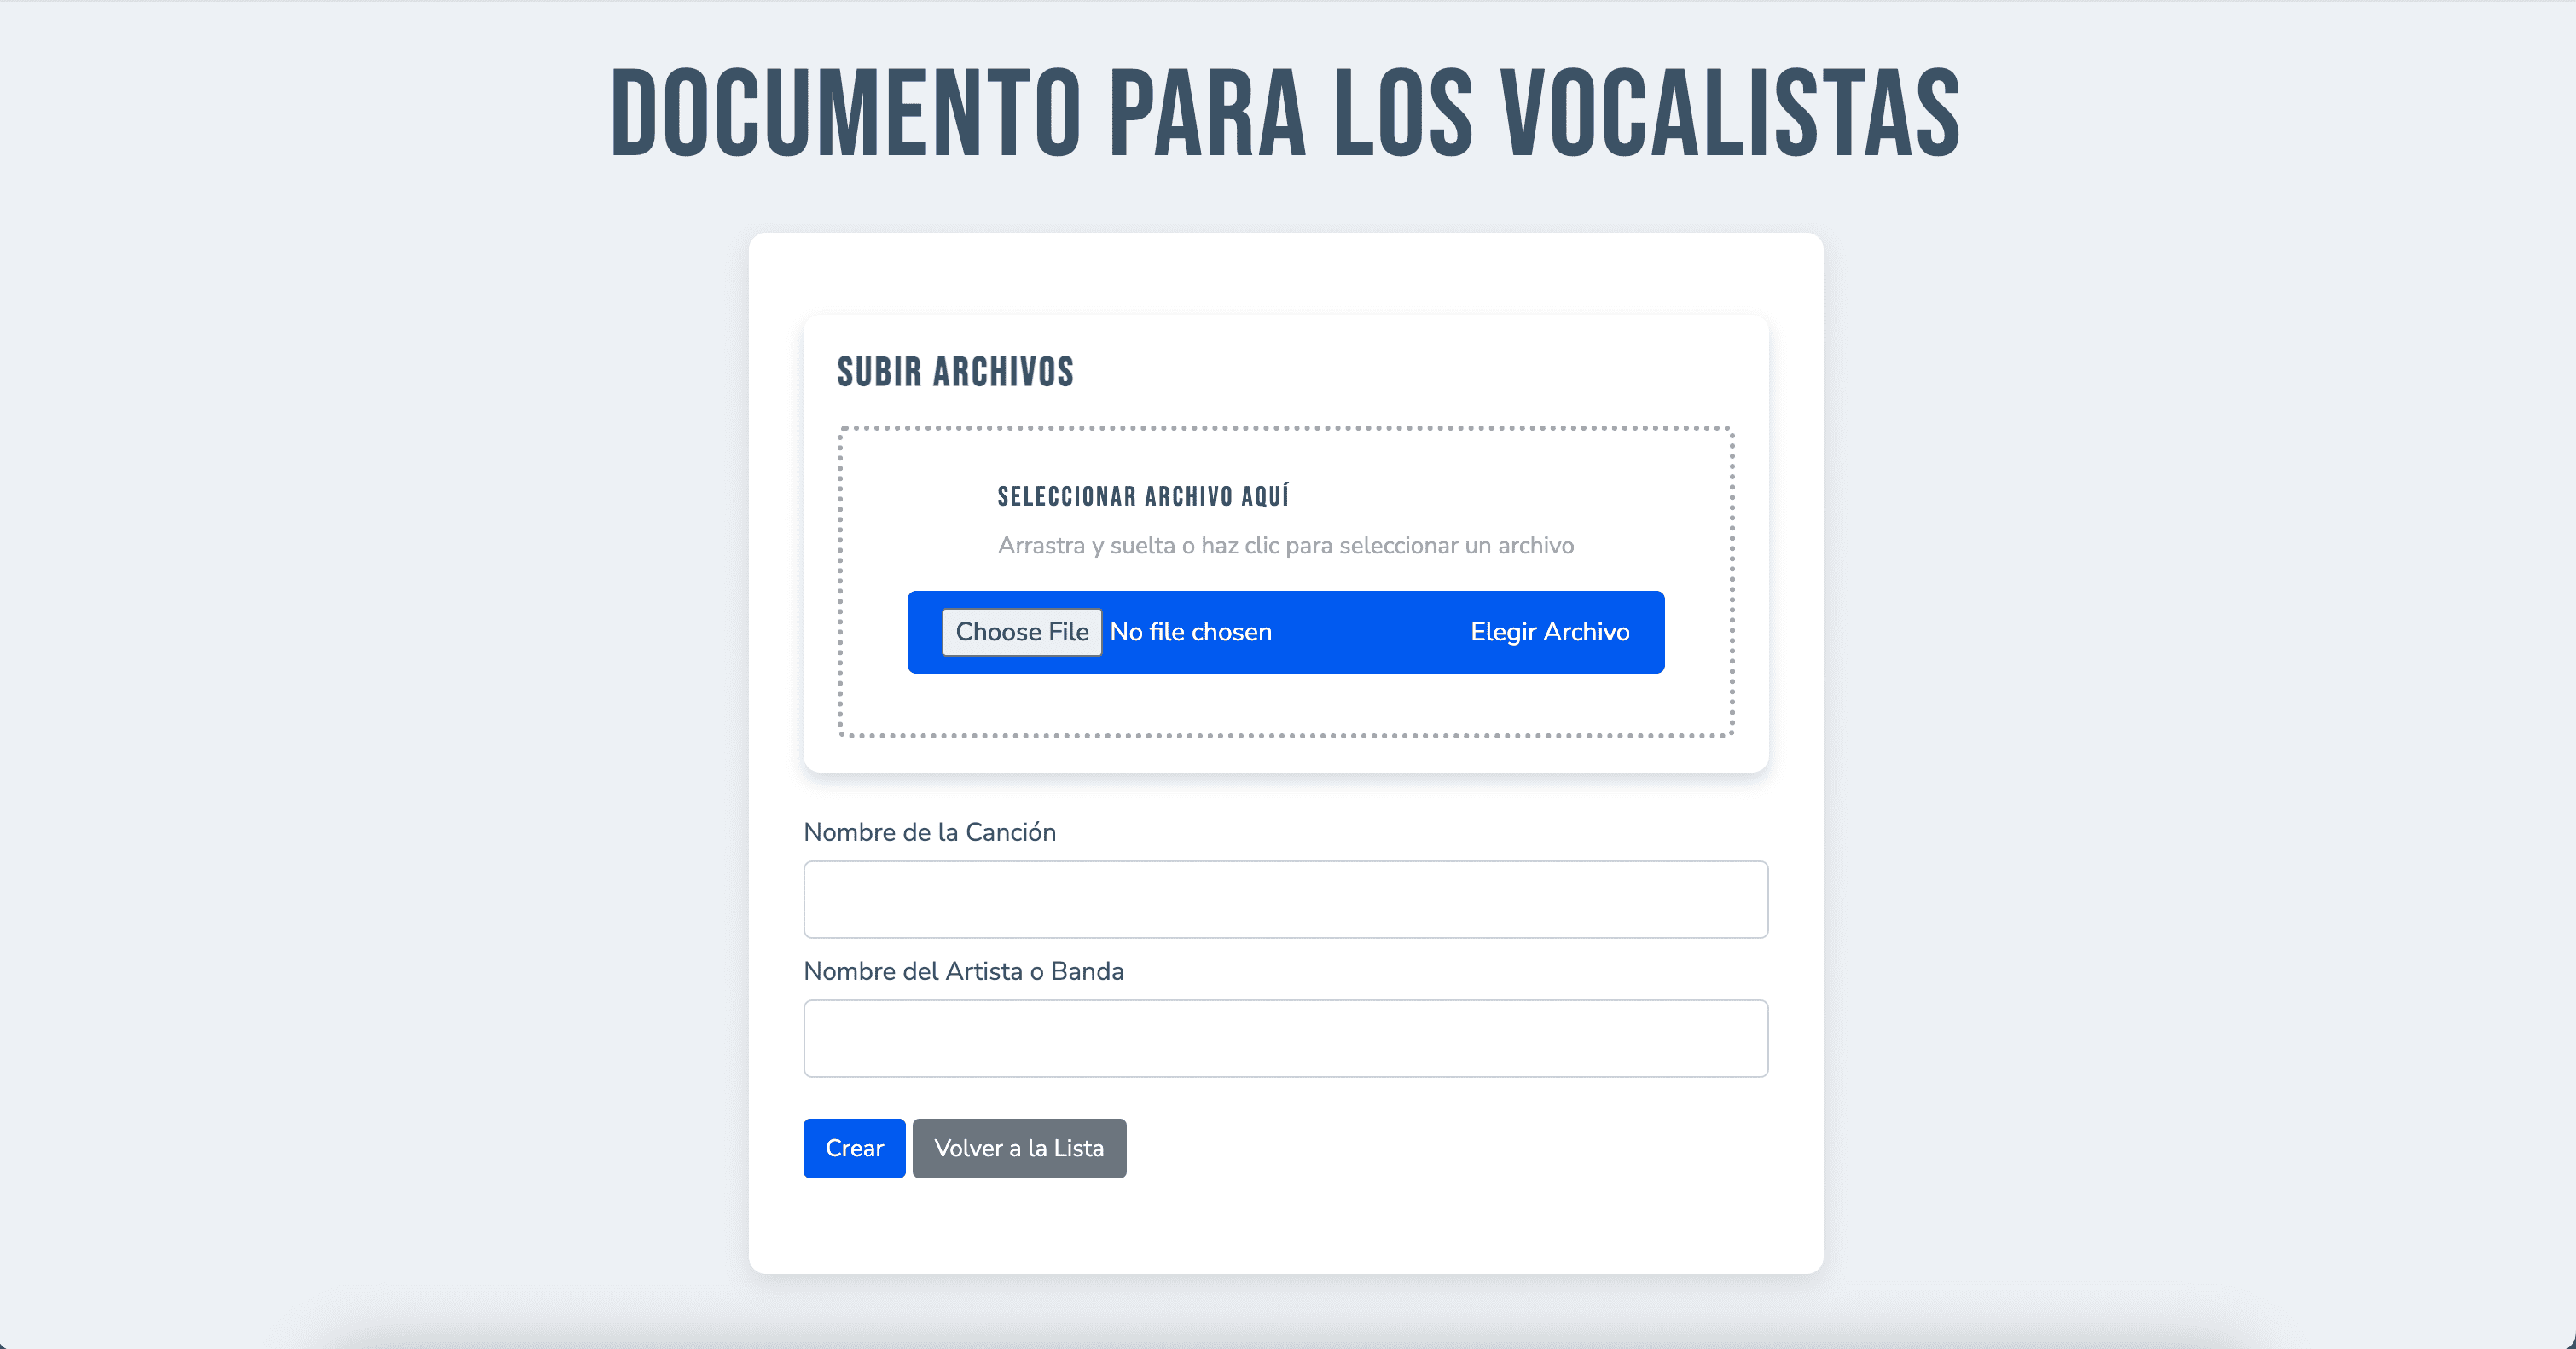 DOCUMENTO PARA LOS VOCALISTAS
SUBIR ARCHIVOS
SELECCIONAR ARCHIVO AQUÍ
Arrastra y suelta o haz clic para seleccionar un archivo
Choose File No file chosen Elegir Archivo
Nombre de la Canción
Nombre del Artista o Banda
Crear Volver a la Lista